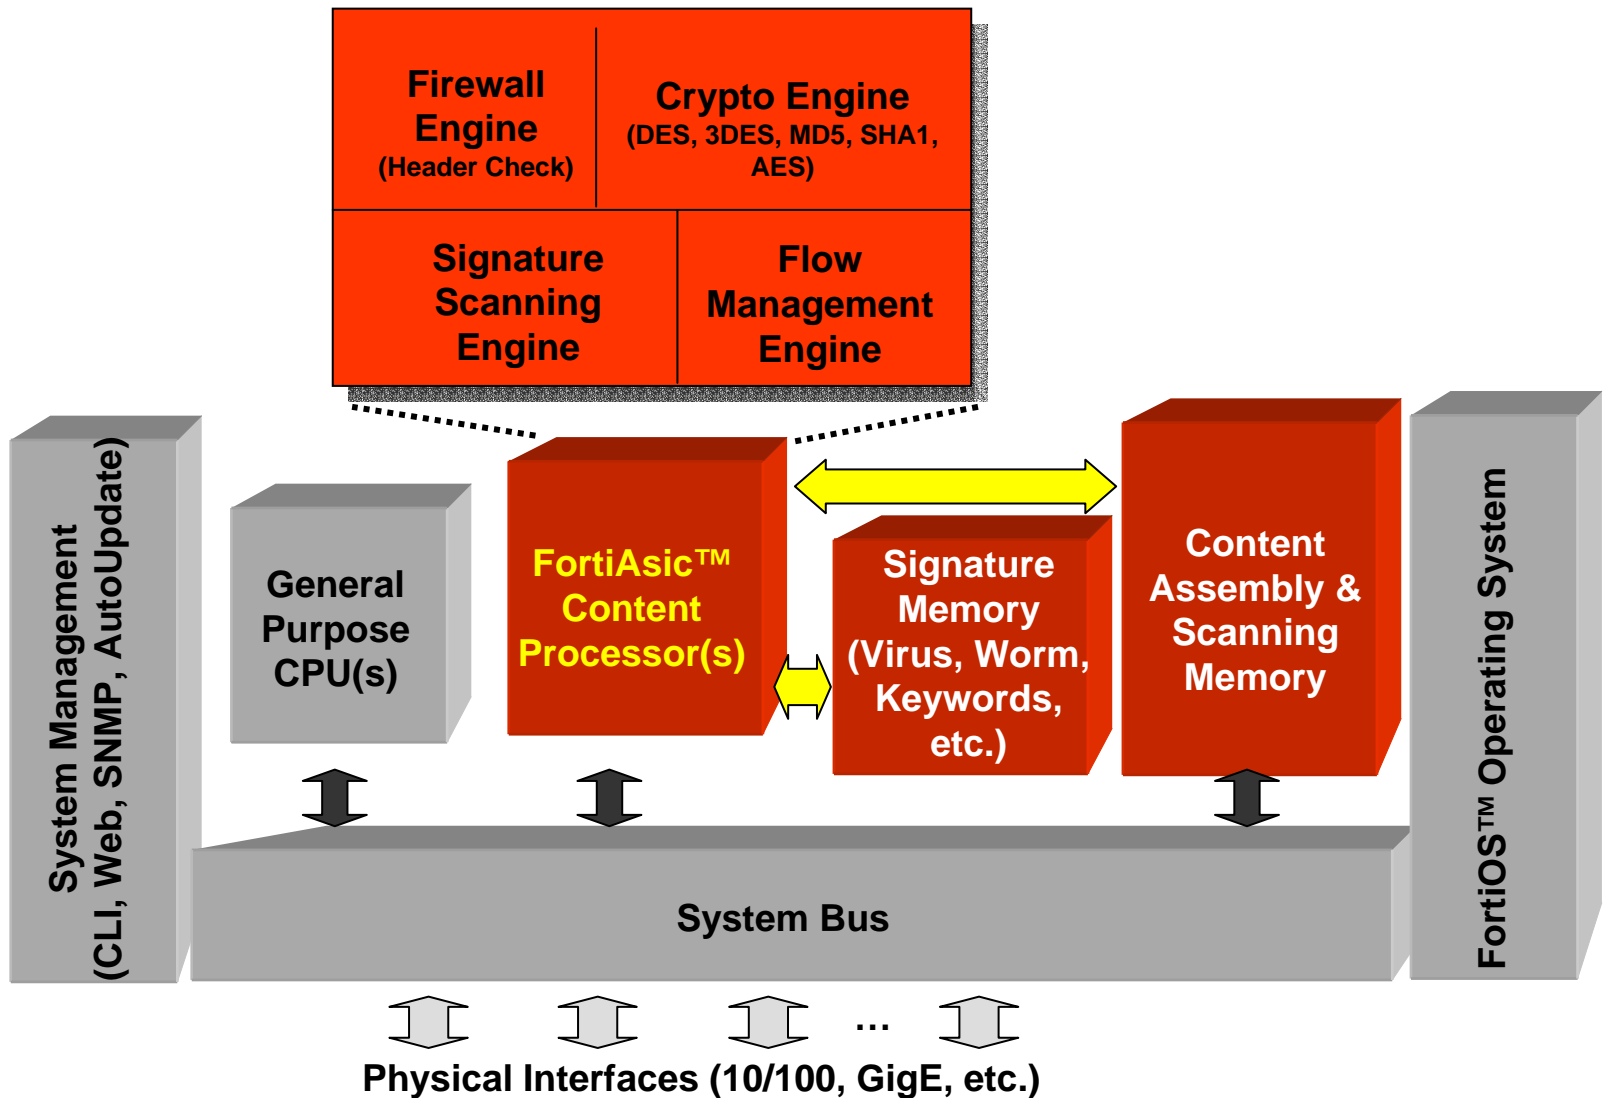 Firewall
Engine
(Header Check)
Crypto Engine
(DES, 3DES, MD5, SHA1,
AES)
Signature
Scanning
Engine
Flow
Management
Engine
System Management
(CLI, Web, SNMP, AutoUpdate)
General
Purpose
CPU(s)
FortiAsic™
Content
Processor(s)
Signature
Memory
(Virus, Worm,
Keywords,
etc.)
Content
Assembly &
Scanning
Memory
FortiOS™ Operating System
System Bus
...
Physical Interfaces (10/100, GigE, etc.)